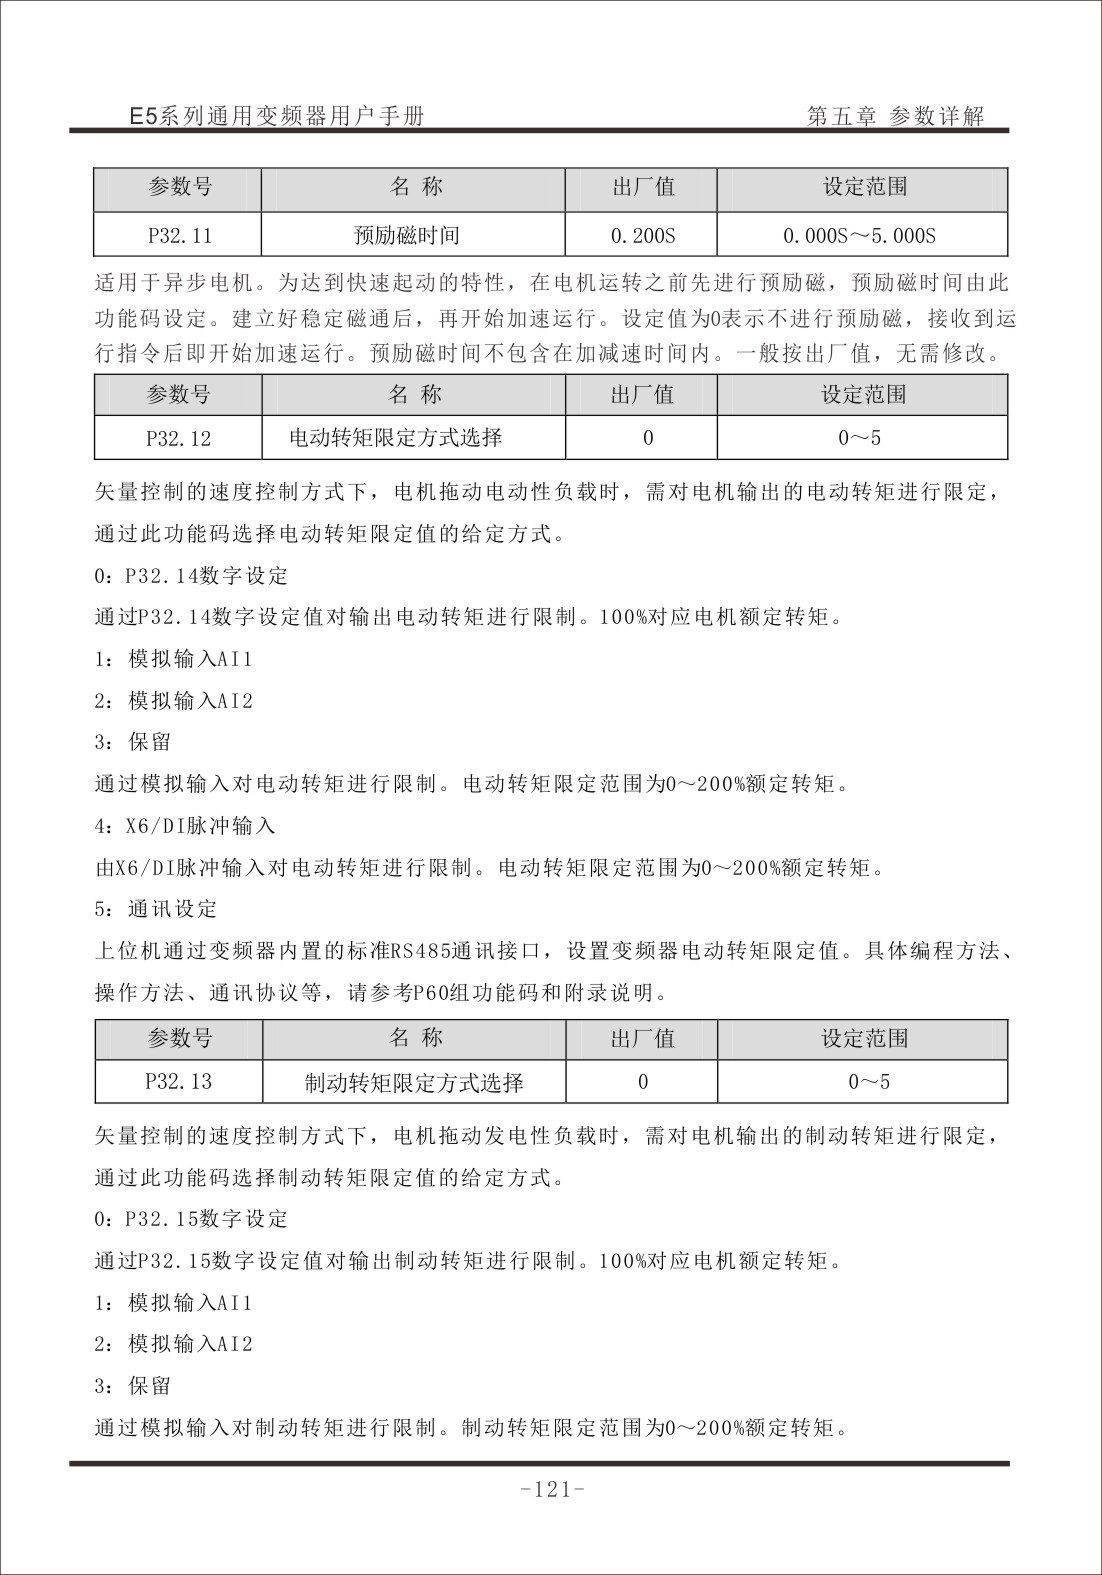 E5系列通用变频器用户手册 第五章 参数详解
参数号 名 称 出厂值 设定范围
P32.11 预励磁时间 0.200S 0.000S～5.000S
适用于异步电机。为达到快速起动的特性，在电机运转之前先进行预励磁，预励磁时间由此
功能码设定。建立好稳定磁通后，再开始加速运行。设定值为0表示不进行预励磁，接收到运
行指令后即开始加速运行。预励磁时间不包含在加减速时间内。一般按出厂值，无需修改。
参数号 名 称 出厂值 设定范围
P32.12 电动转矩限定方式选择 0 0～5
矢量控制的速度控制方式下，电机拖动电动性负载时，需对电机输出的电动转矩进行限定，
通过此功能码选择电动转矩限定值的给定方式。
0: P32.14数字设定
通过P32.14数字设定值对输出电动转矩进行限制。100%对应电机额定转矩。
1: 模拟输入AI1
2: 模拟输入AI2
3: 保留
通过模拟输入对电动转矩进行限制。电动转矩限定范围为0～200%额定转矩。
4: X6/DI脉冲输入
由X6/DI脉冲输入对电动转矩进行限制。电动转矩限定范围为0～200%额定转矩。
5: 通讯设定
上位机通过变频器内置的标准RS485通讯接口，设置变频器电动转矩限定值。具体编程方法、
操作方法、通讯协议等，请参考P60组功能码和附录说明。
参数号 名 称 出厂值 设定范围
P32.13 制动转矩限定方式选择 0 0～5
矢量控制的速度控制方式下，电机拖动发电性负载时，需对电机输出的制动转矩进行限定，
通过此功能码选择制动转矩限定值的给定方式。
0: P32.15数字设定
通过P32.15数字设定值对输出制动转矩进行限制。100%对应电机额定转矩。
1: 模拟输入AI1
2: 模拟输入AI2
3: 保留
通过模拟输入对制动转矩进行限制。制动转矩限定范围为0～200%额定转矩。
-121-